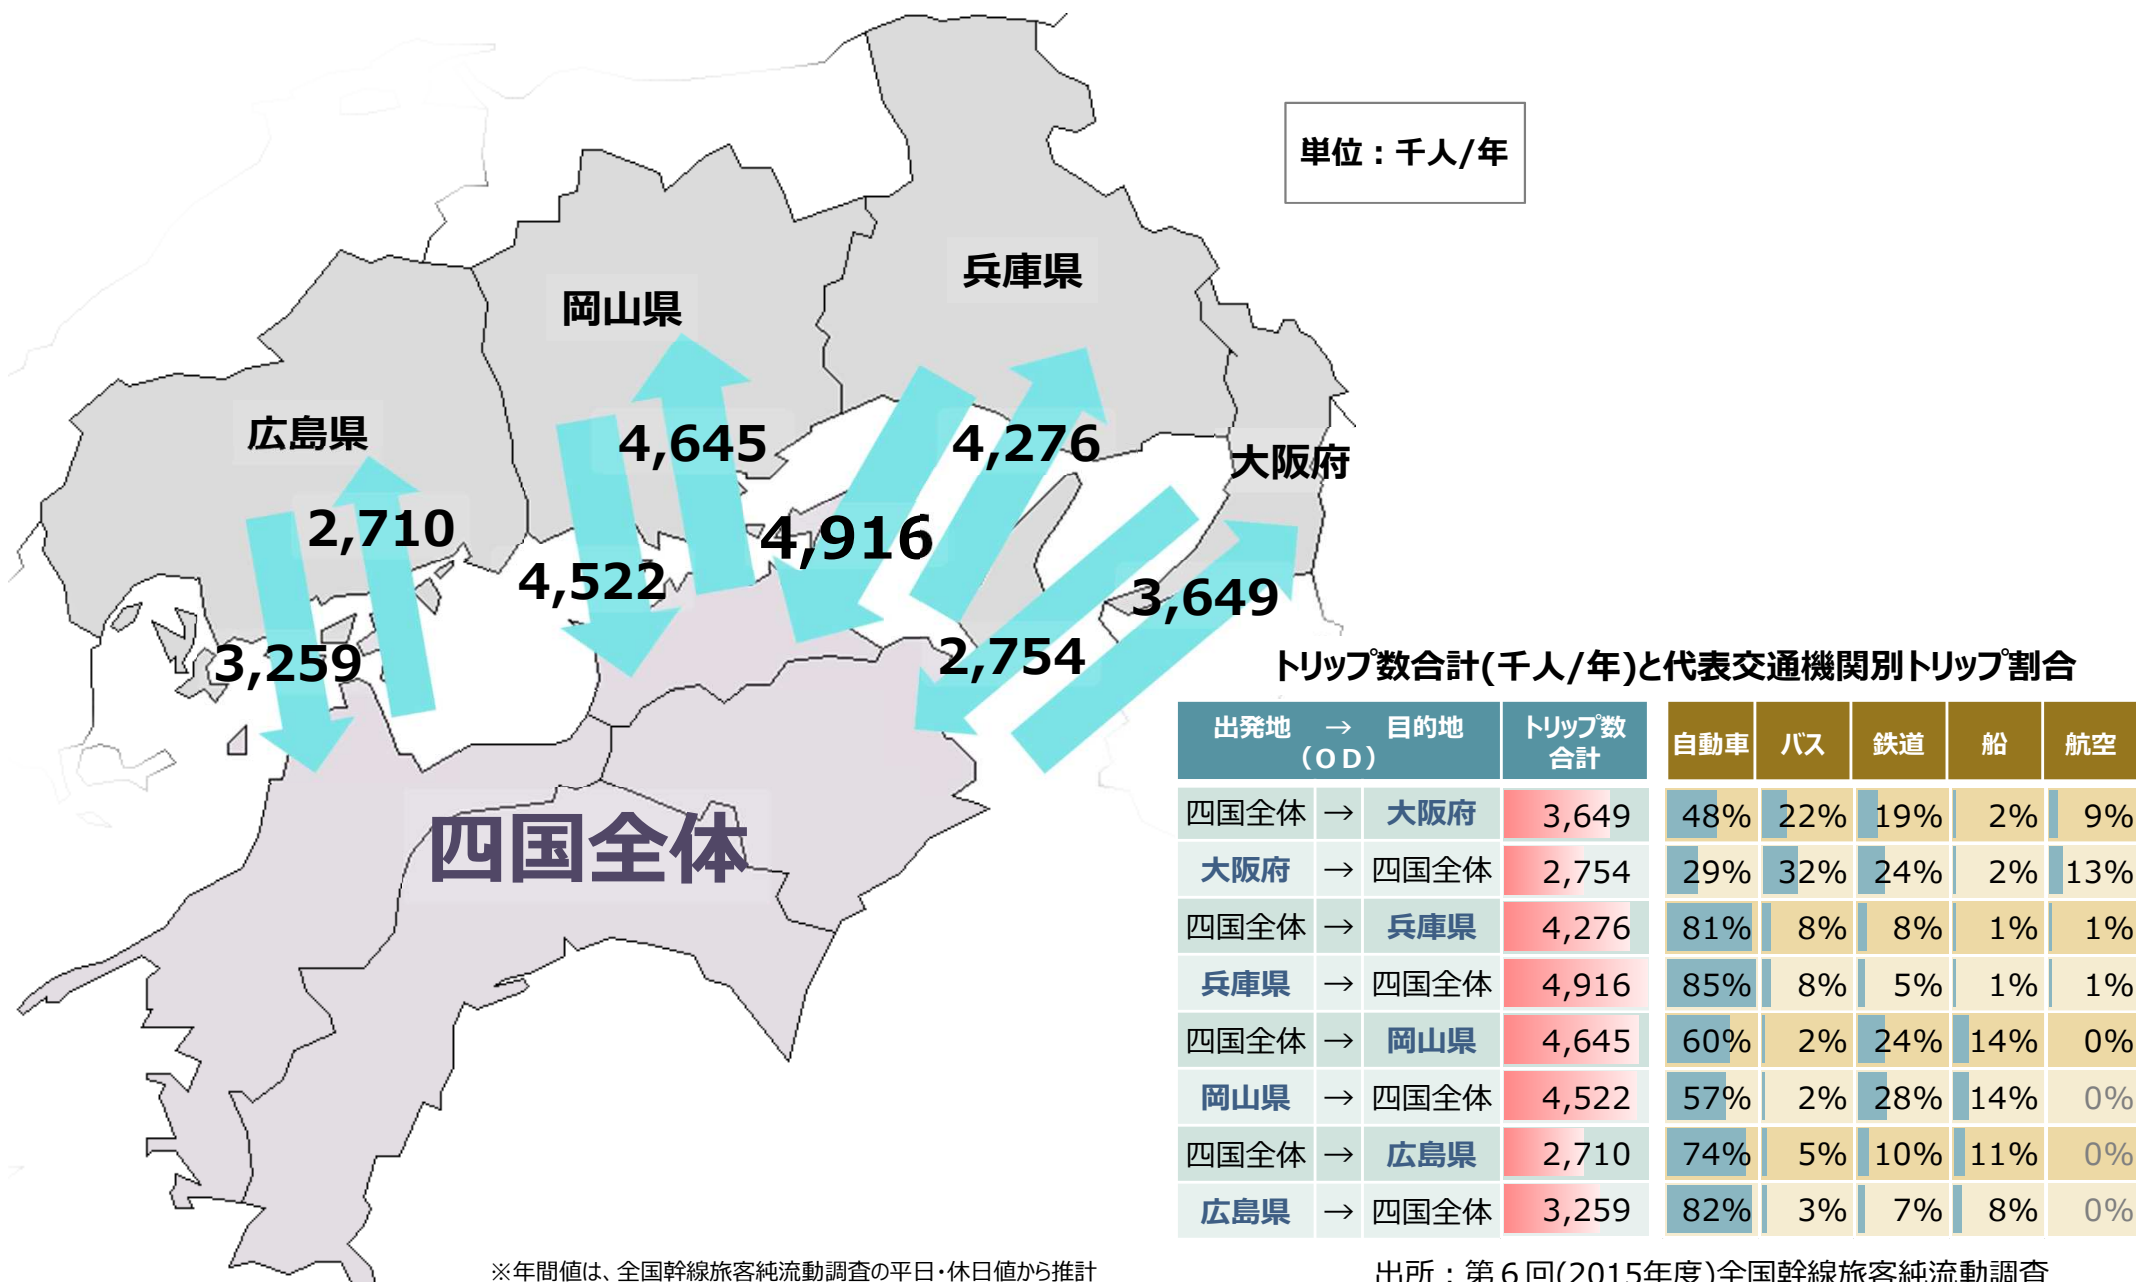 単位：千人/年
兵庫県
岡山県
広島県
大阪府
4,645
4,276
2,710
4,916
4,522
3,649
3,259
2,754
四国全体
トリップ数合計(千人/年)と代表交通機関別トリップ割合
出発地 → 目的地 （ＯＤ） トリップ数合計 自動車 バス 鉄道 船 航空
四国全体 → 大阪府 3,649 48% 22% 19% 2% 9%
大阪府 → 四国全体 2,754 29% 32% 24% 2% 13%
四国全体 → 兵庫県 4,276 81% 8% 8% 1% 1%
兵庫県 → 四国全体 4,916 85% 8% 5% 1% 1%
四国全体 → 岡山県 4,645 60% 2% 24% 14% 0%
岡山県 → 四国全体 4,522 57% 2% 28% 14% 0%
四国全体 → 広島県 2,710 74% 5% 10% 11% 0%
広島県 → 四国全体 3,259 82% 3% 7% 8% 0%
※年間値は、全国幹線旅客純流動調査の平日・休日値から推計
出所：第６回(2015年度)全国幹線旅客純流動調査